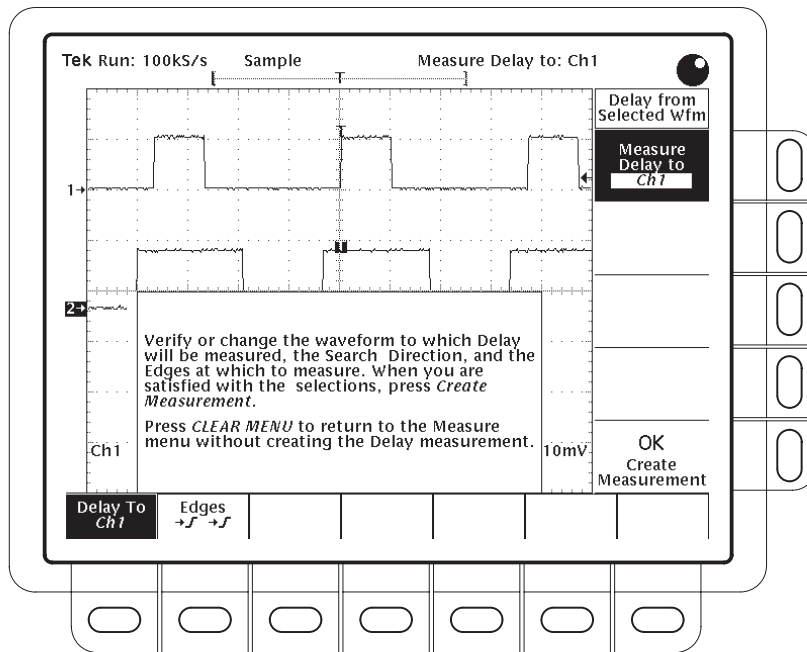 Tek Run: 100kS/s Sample Measure Delay to: Ch1
T
Delay from
Selected Wfm
Measure
Delay to
Ch1
T
1→
2→
Verify or change the waveform to which Delay
will be measured, the Search Direction, and the
Edges at which to measure. When you are
satisfied with the selections, press Create
Measurement.
Press CLEAR MENU to return to the Measure
menu without creating the Delay measurement.
Ch1
10mV
OK
Create
Measurement
Delay To
Ch1
Edges